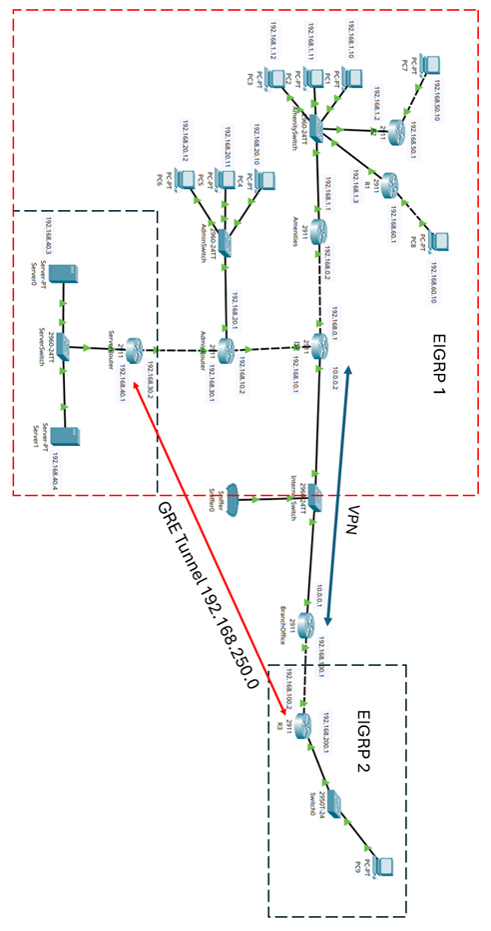 EIGRP 1
PC-PT
PC7
192.168.50.10
192.168.50.1
2911
192.168.1.2
PC-PT
PC8
192.168.60.10
192.168.60.1
2911
R1
192.168.1.3
192.168.1.10
PC-PT
PC1
192.168.1.11
PC-PT
PC2
192.168.1.12
PC-PT
PC3
2960-24TT
AmenitySwitch
192.168.1.1
2911
Amenities
192.168.0.2
192.168.0.1
2911
10.0.0.2
192.168.10.1
192.168.20.10
PC-PT
PC4
192.168.20.11
PC-PT
PC5
192.168.20.12
PC-PT
PC6
2960-24TT
AdminSwitch
192.168.20.1
192.168.10.2
2911
AdminRouter
192.168.30.1
192.168.30.2
2911
ServerRouter
192.168.40.1
192.168.40.3
Server-PT
Server0
2960-24TT
ServerSwitch
Server-PT
Server1
192.168.40.4
VPN
2960-24TT
InternetSwitch
Sniffer
Sniffer0
GRE Tunnel 192.168.250.0
10.0.0.1
2911
BranchOffice
192.168.100.1
EIGRP 2
192.168.100.2
2911
R3
192.168.200.1
2950T-24
Switch0
PC-PT
PC9